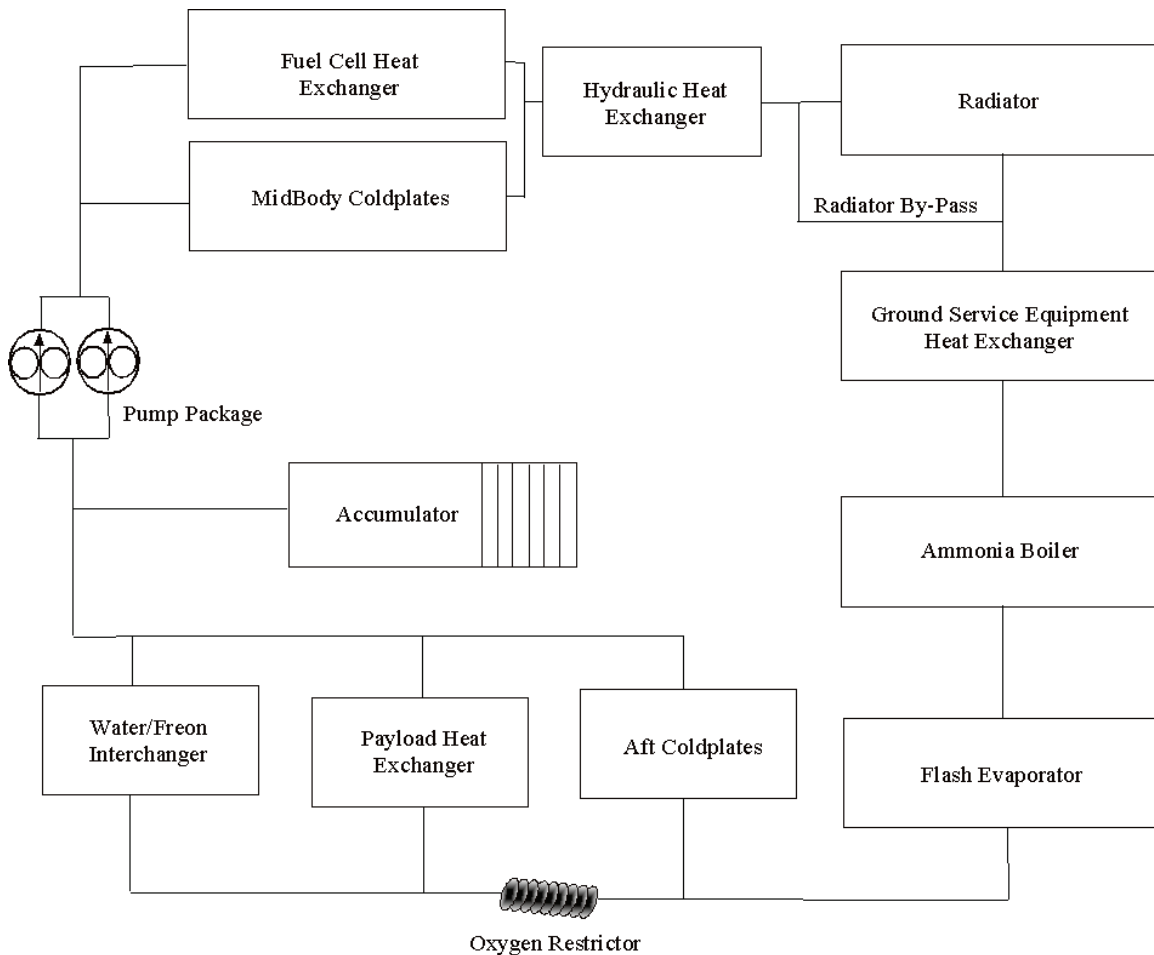 Fuel Cell Heat
Exchanger
Hydraulic Heat
Exchanger
Radiator
MidBody Coldplates
Radiator By-Pass
Ground Service Equipment
Heat Exchanger
Pump Package
Accumulator
Ammonia Boiler
Water/Freon
Interchanger
Payload Heat
Exchanger
Aft Coldplates
Flash Evaporator
Oxygen Restrictor